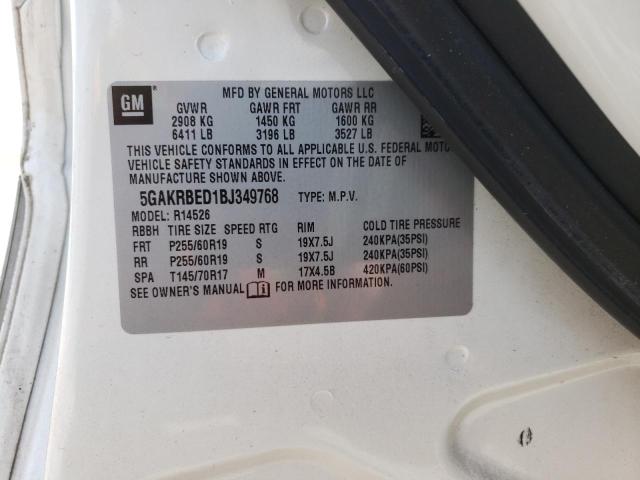 GM
MFD BY GENERAL MOTORS LLC
GVWR GAWR FRT GAWR RR
2908 KG 1450 KG 1600 KG
6411 LB 3196 LB 3527 LB
THIS VEHICLE CONFORMS TO ALL APPLICABLE U.S. FEDERAL MOTOR
VEHICLE SAFETY STANDARDS IN EFFECT ON THE DATE OF
MANUFACTURE SHOWN ABOVE.
5GAKRBED1BJ349768 TYPE: M.P.V.
MODEL: R14526
RBBH TIRE SIZE SPEED RTG RIM COLD TIRE PRESSURE
FRT P255/60R19 S 19X7.5J 240KPA(35PSI)
RR P255/60R19 S 19X7.5J 240KPA(35PSI)
SPA T145/70R17 M 17X4.5B 420KPA(60PSI)
SEE OWNER'S MANUAL FOR MORE INFORMATION.